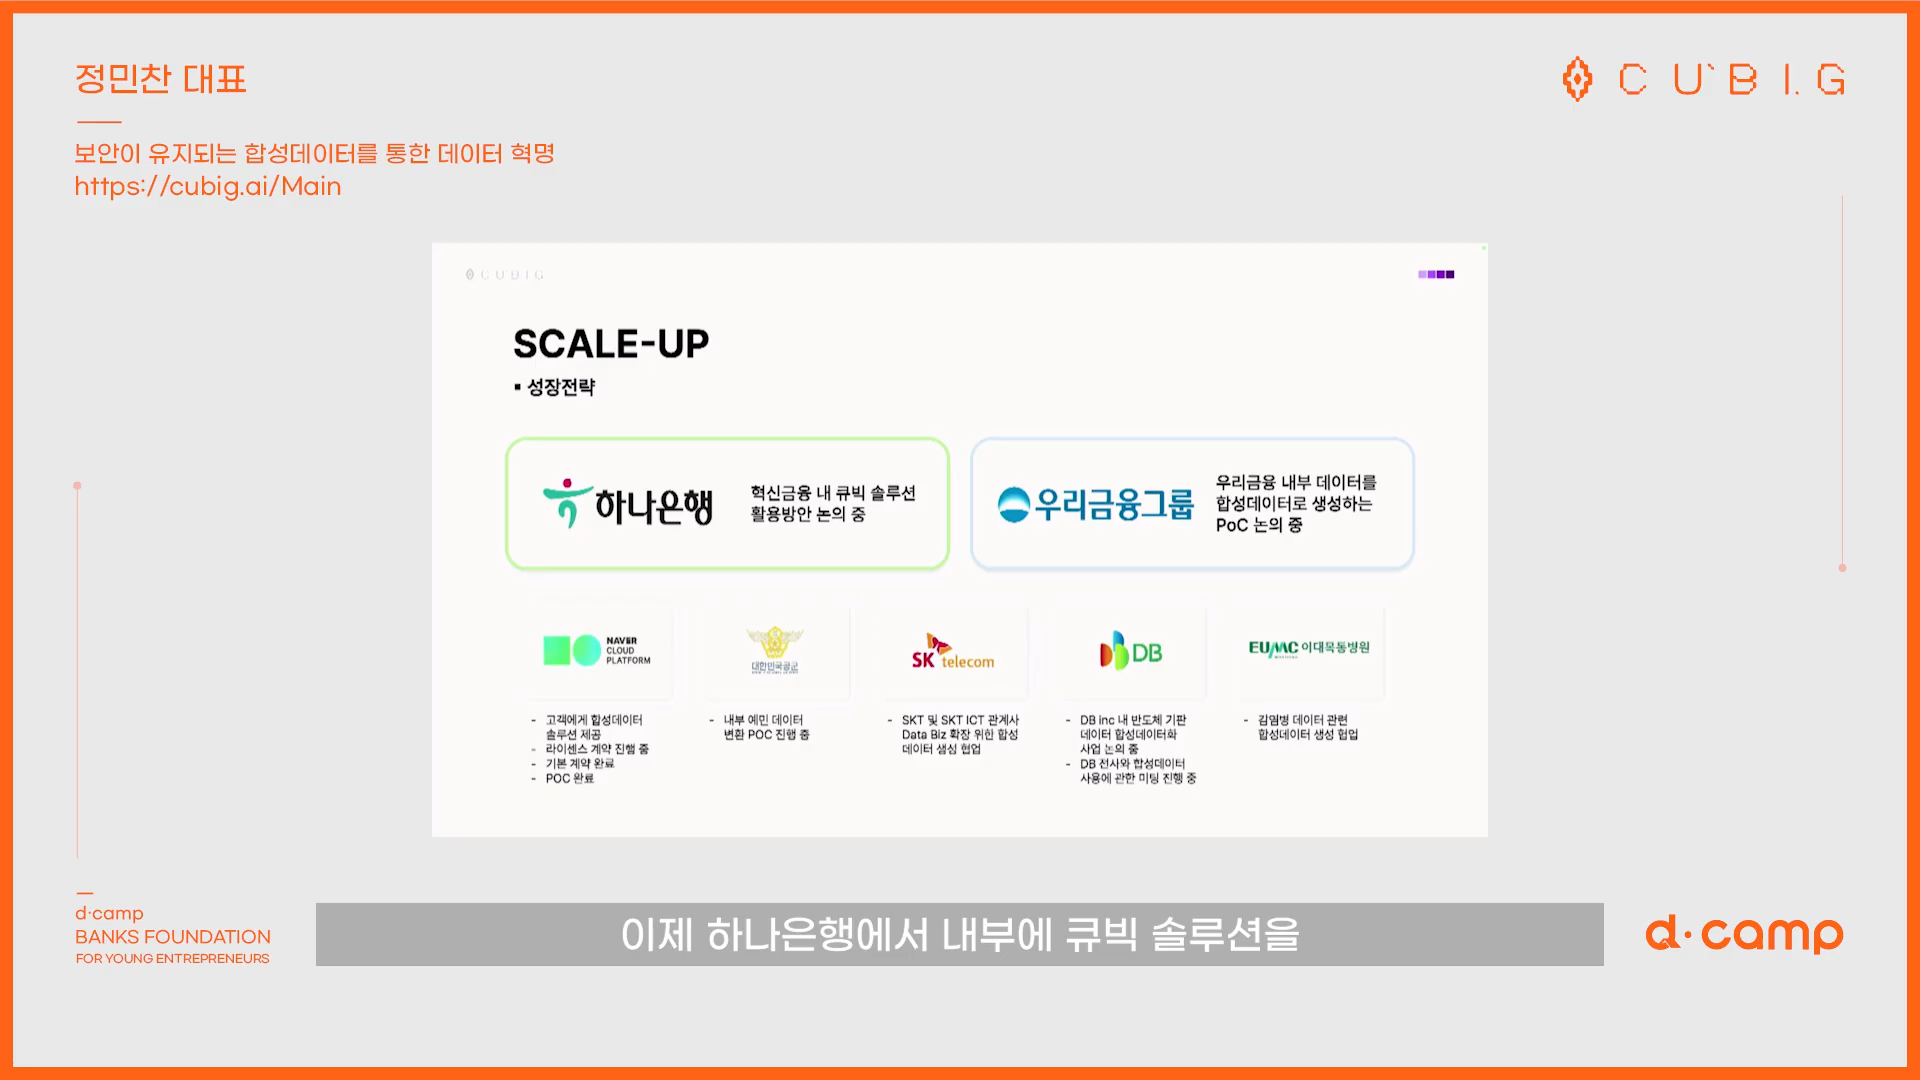 정민찬 대표
보안이 유지되는 합성데이터를 통한 데이터 혁명
https://cubig.ai/Main
CUBIG
CUBIG
SCALE-UP
▪ 성장전략
하나은행
혁신금융 내 큐빅 솔루션
활용방안 논의 중
우리금융그룹
우리금융 내부 데이터를
합성데이터로 생성하는
PoC 논의 중
NAVER
CLOUD
PLATFORM
- 고객에게 합성데이터
솔루션 제공
- 라이센스 계약 진행 중
- 기본 계약 완료
- POC 완료
대한민국공군
- 내부 예민 데이터
변환 POC 진행 중
SK telecom
- SKT 및 SKT ICT 관계사
Data Biz 확장 위한 합성
데이터 생성 협업
DB
- DB inc 내 반도체 기판
데이터 합성데이터화
사업 논의 중
- DB 전사와 합성데이터
사용에 관한 미팅 진행 중
EUMC 이대목동병원
- 감염병 데이터 관련
합성데이터 생성 협업
d·camp
BANKS FOUNDATION
FOR YOUNG ENTREPRENEURS
이제 하나은행에서 내부에 큐빅 솔루션을
d·camp